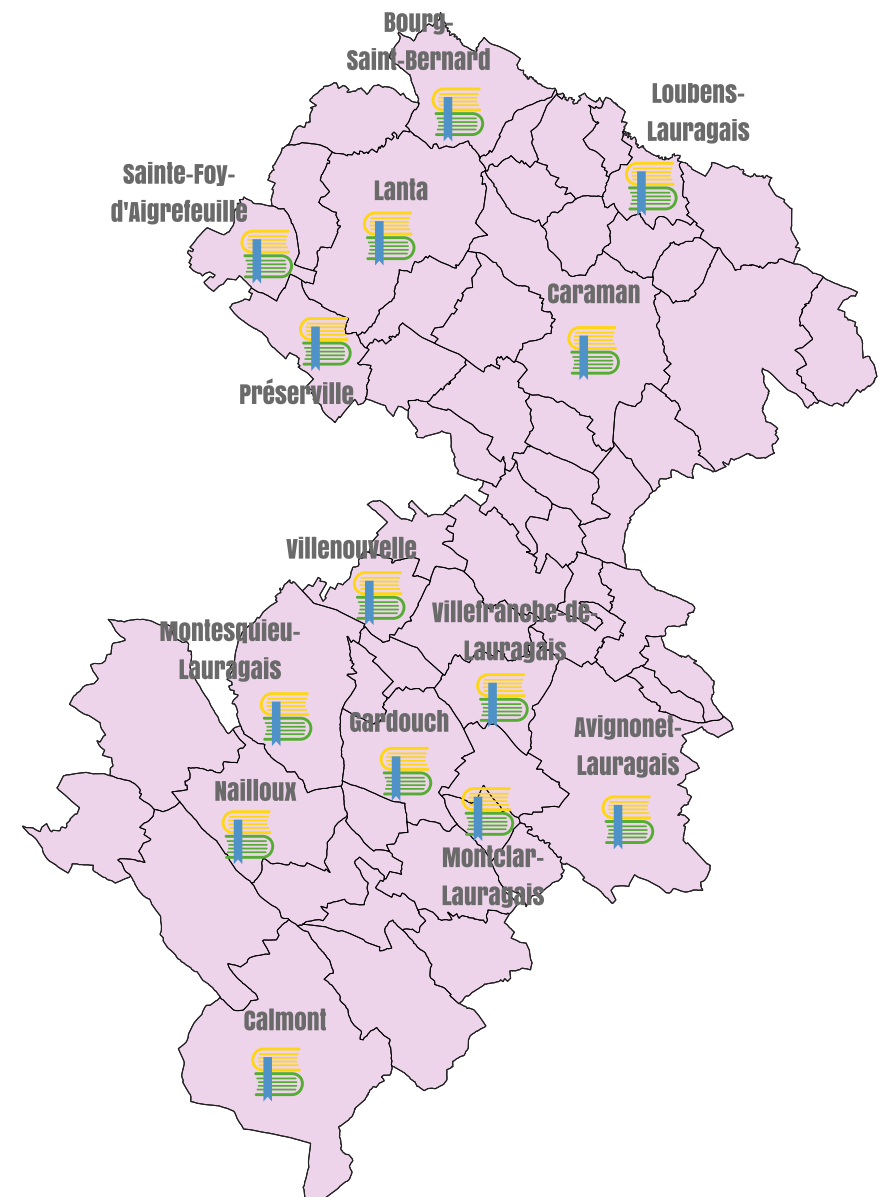 Bourg-
Saint-Bernard
Loubens-
Lauragais
Sainte-Foy-
d'Aigrefeuille
Lanta
Caraman
Préserville
Villenouvelle
Villefranche-de-
Lauragais
Montesquieu-
Lauragais
Gardouch
Avignonet-
Lauragais
Nailloux
Montclar-
Lauragais
Calmont